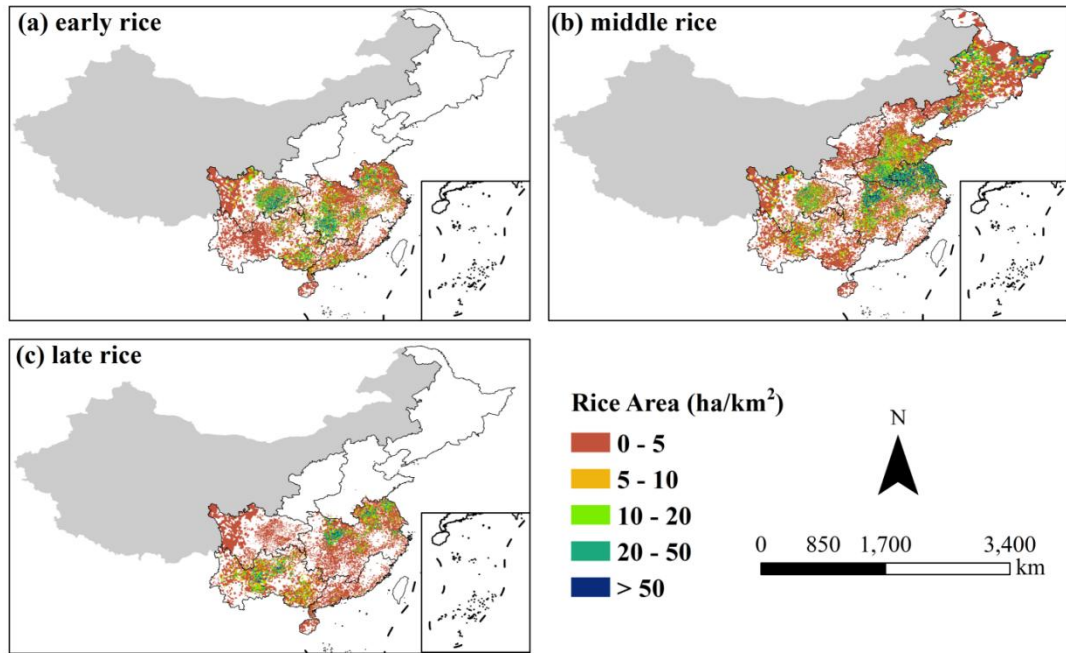 (a) early rice
(b) middle rice
(c) late rice
Rice Area (ha/km²)
0 - 5
5 - 10
10 - 20
20 - 50
> 50
N
0 850 1,700 3,400
km